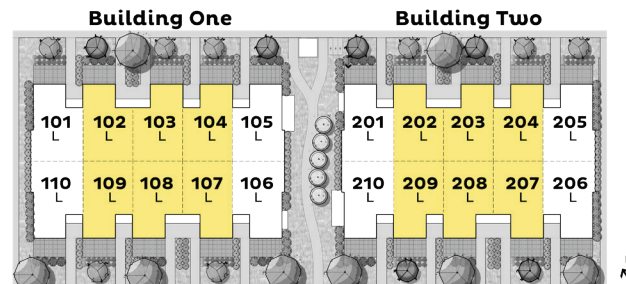 Building One Building Two
101 102 103 104 105 201 202 203 204 205
L L L L L L L L L L
110 109 108 107 106 210 209 208 207 206
L L L L L L L L L L